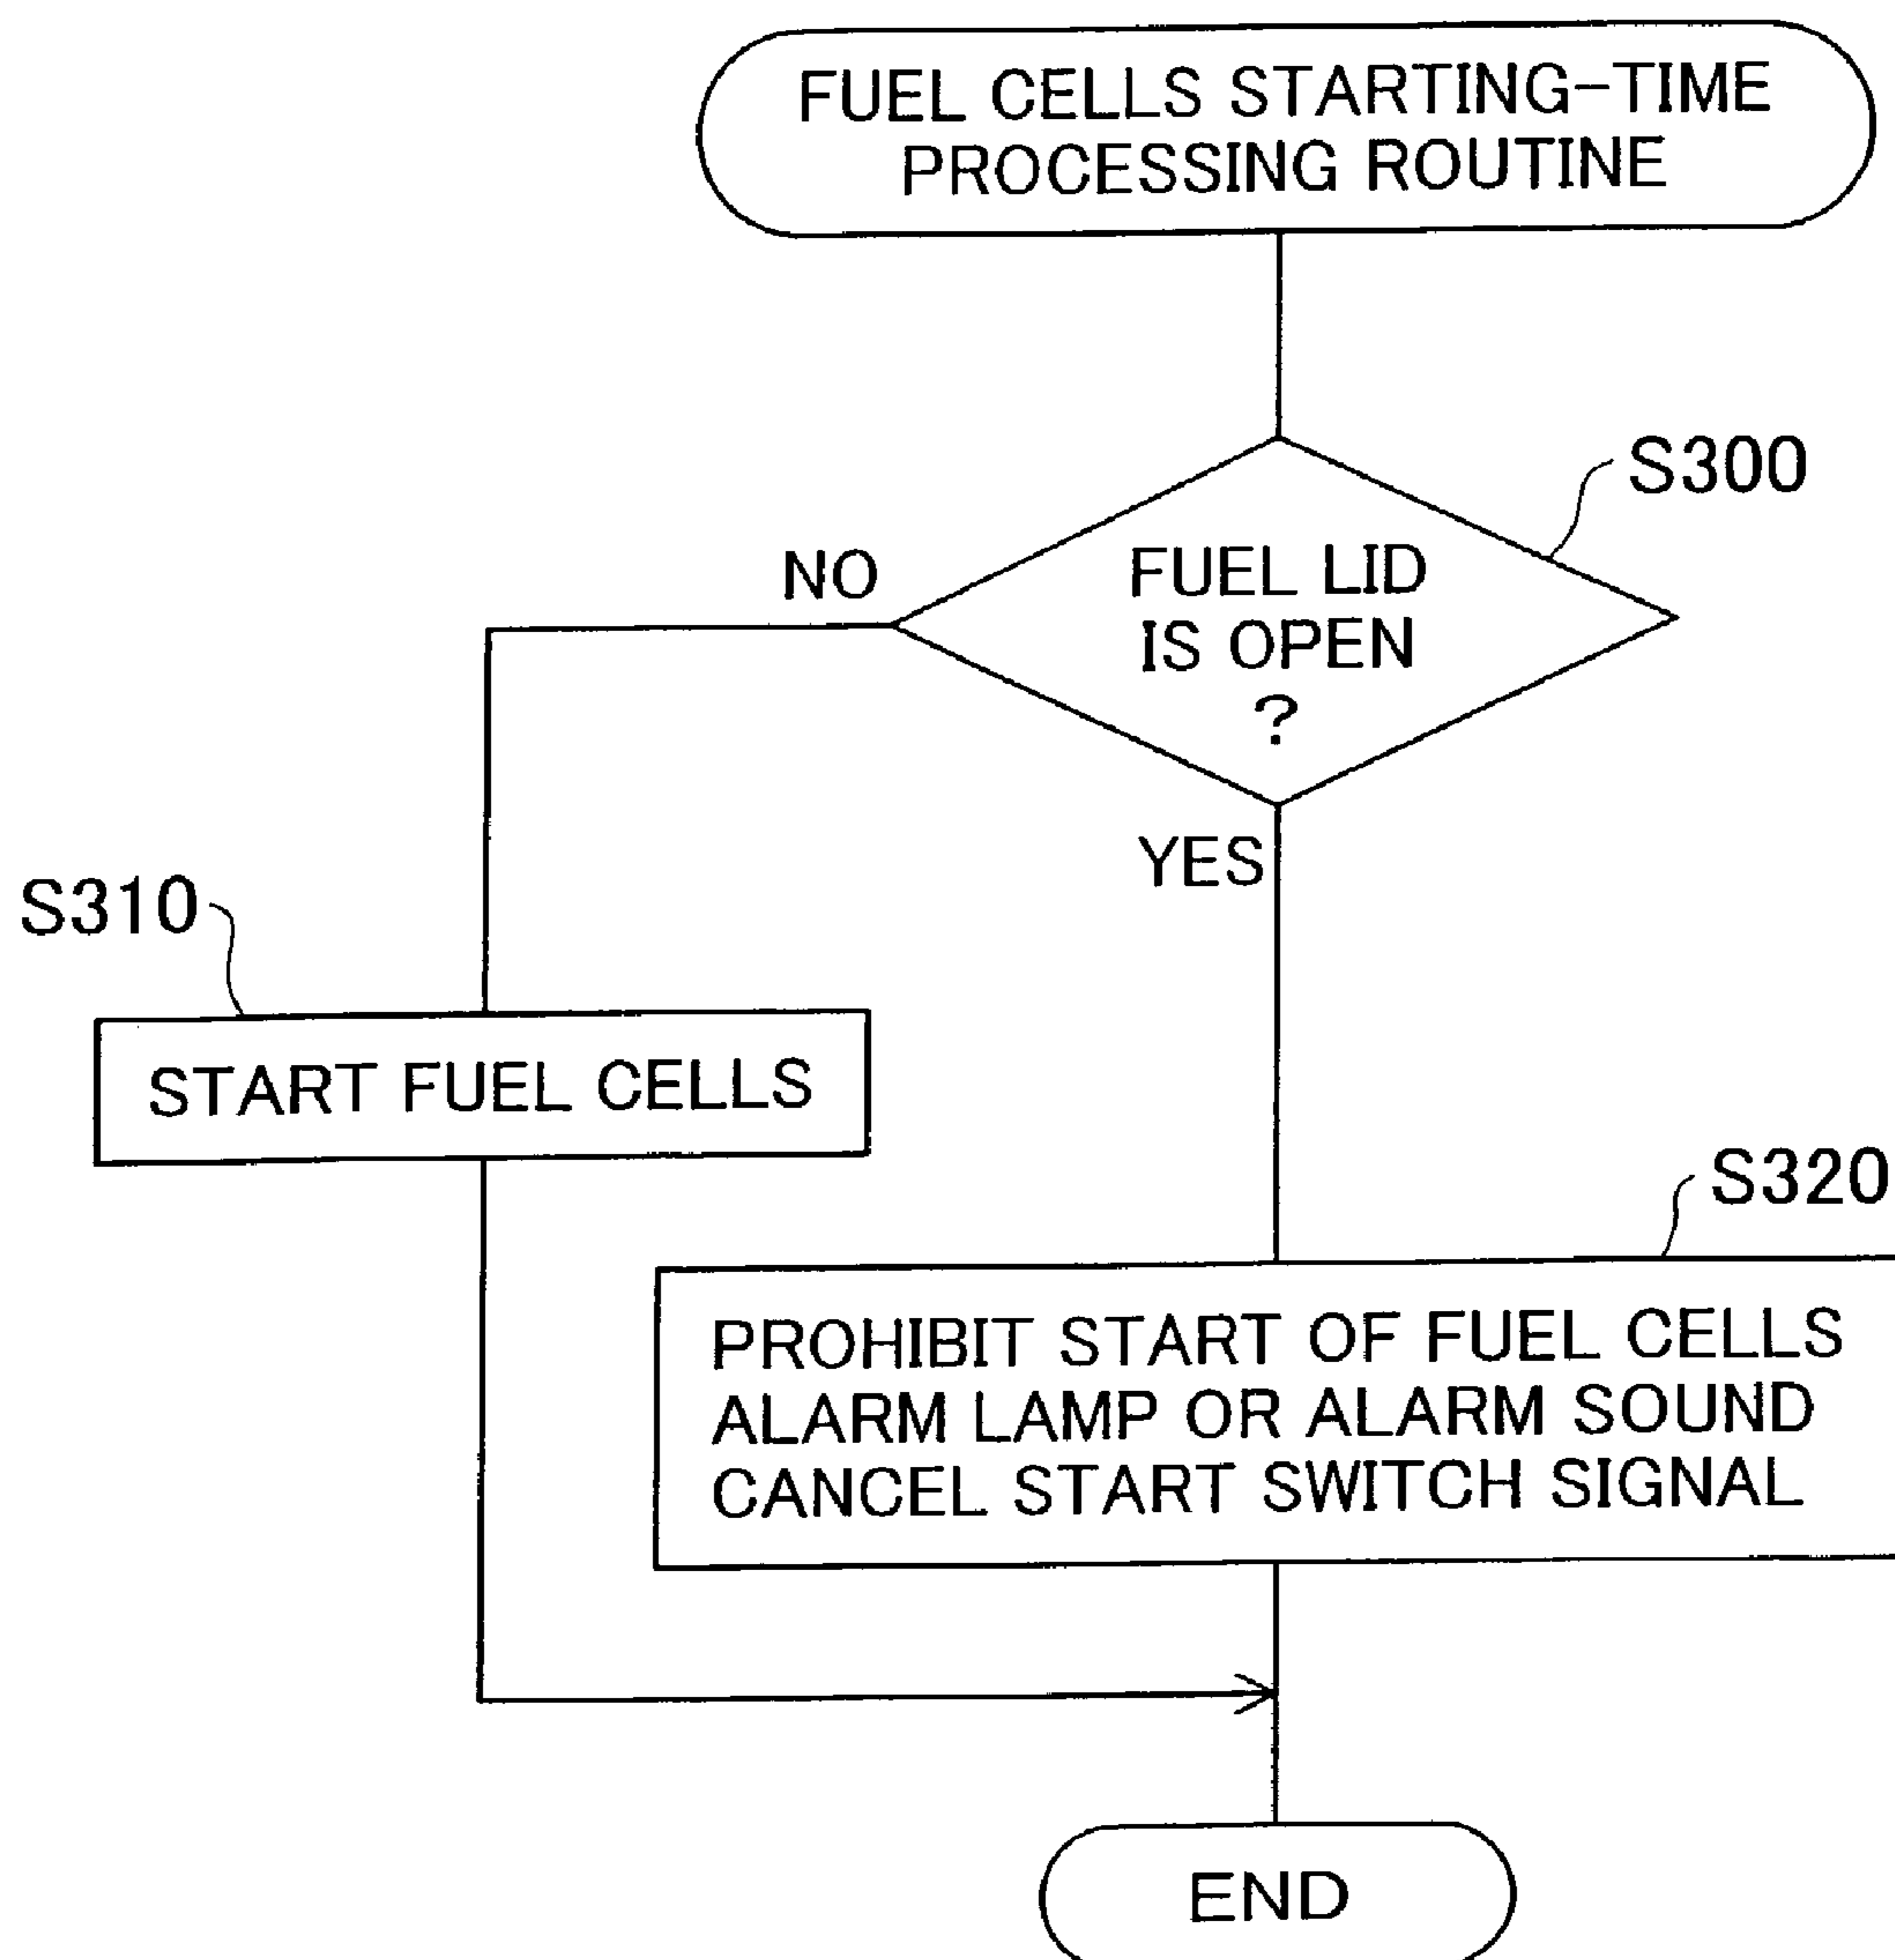 FUEL CELLS STARTING-TIME
PROCESSING ROUTINE
S300
NO
FUEL LID
IS OPEN
?
YES
S310
START FUEL CELLS
S320
PROHIBIT START OF FUEL CELLS
ALARM LAMP OR ALARM SOUND
CANCEL START SWITCH SIGNAL
END